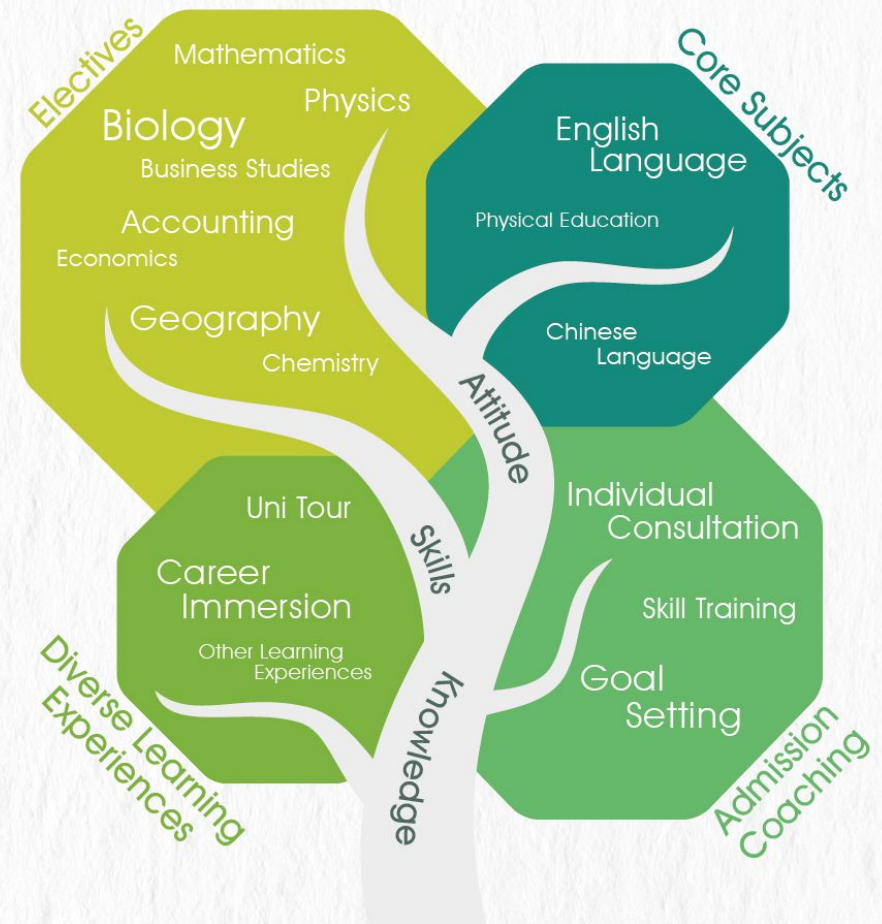 Electives
Mathematics
Physics
Biology
Business Studies
Accounting
Economics
Geography
Chemistry
Core Subjects
English
Language
Physical Education
Chinese
Language
Attitude
Skills
Knowledge
Uni Tour
Career
Immersion
Other Learning
Experiences
Diverse Learning
Experiences
Individual
Consultation
Skill Training
Goal
Setting
Admission
Coaching